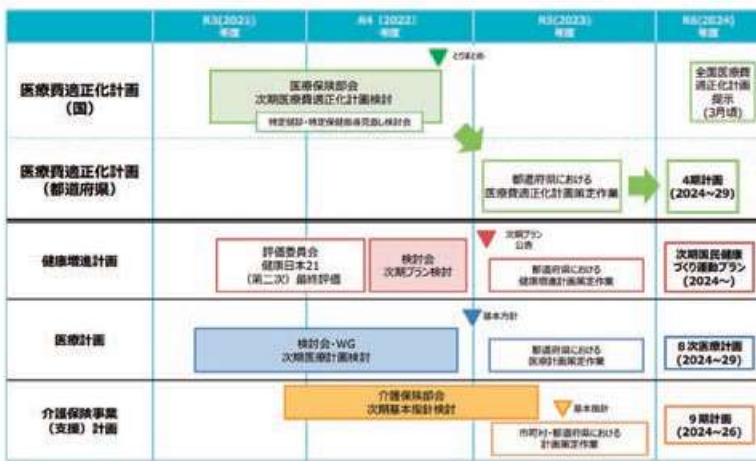 R3(2021)
年度
R4 (2022)
年度
R5(2023)
年度
R6(2024)
年度
医療費適正化計画
(国)
医療保険部会
次期医療費適正化計画検討
特定健診・特定保健指導見直し検討会
とりまとめ
全国医療費
適正化計画
提示
(3月頃)
医療費適正化計画
(都道府県)
都道府県における
医療費適正化計画策定作業
4期計画
(2024~29)
健康増進計画
評価委員会
健康日本21
(第二次) 最終評価
検討会
次期プラン検討
次期プラン
公告
都道府県における
健康増進計画策定作業
次期国民健康
づくり運動プラン
(2024~)
医療計画
検討会・WG
次期医療計画検討
基本方針
都道府県における
医療計画策定作業
8次医療計画
(2024~29)
介護保険事業
(支援) 計画
介護保険部会
次期基本指針検討
基本指針
市町村・都道府県における
計画策定作業
9期計画
(2024~26)